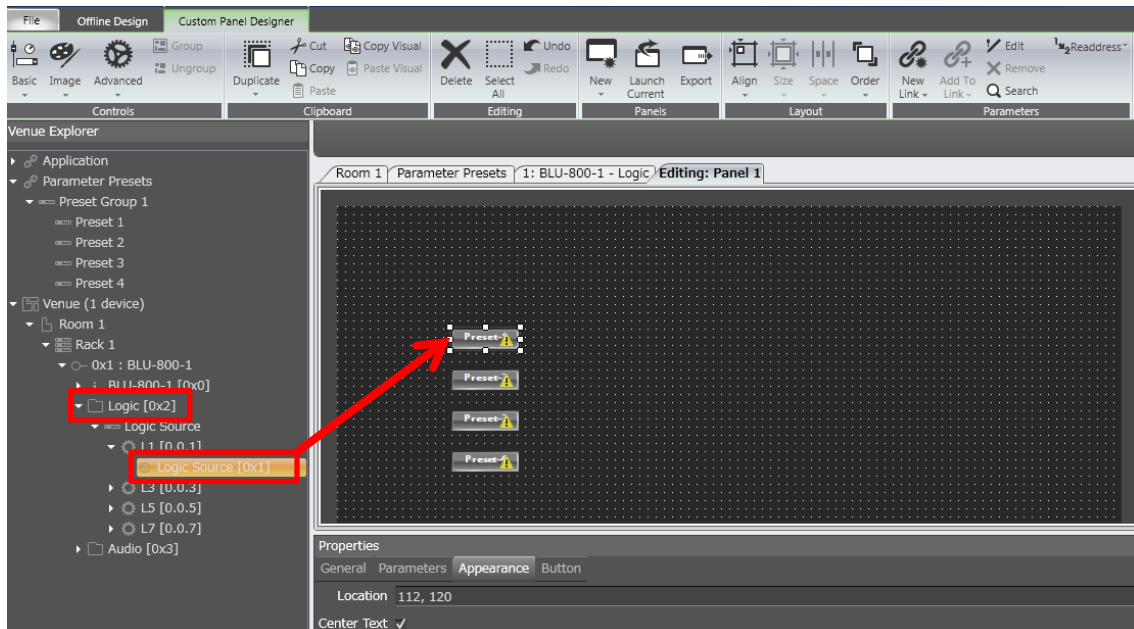 File Offline Design Custom Panel Designer
Group Cut Copy Visual Undo Edit Readdress
Ungroup Copy Paste Visual Redo Remove
Basic Image Advanced Duplicate Paste Delete Select All New Launch Current Export Align Size Space Order New Link Add To Link Search
Controls Clipboard Editing Panels Layout Parameters
Venue Explorer
Application
Parameter Presets
Preset Group 1
Preset 1
Preset 2
Preset 3
Preset 4
Venue (1 device)
Room 1
Rack 1
0x1 : BLU-800-1
BLU-800-1 [0x0]
Logic [0x2]
Logic Source
L1 [0.0.1]
Logic Source [0x1]
L3 [0.0.3]
L5 [0.0.5]
L7 [0.0.7]
Audio [0x3]
Room 1 Parameter Presets 1: BLU-800-1 - Logic Editing: Panel 1
Preset-
Preset-
Preset-
Preset-
Properties
General Parameters Appearance Button
Location 112, 120
Center Text